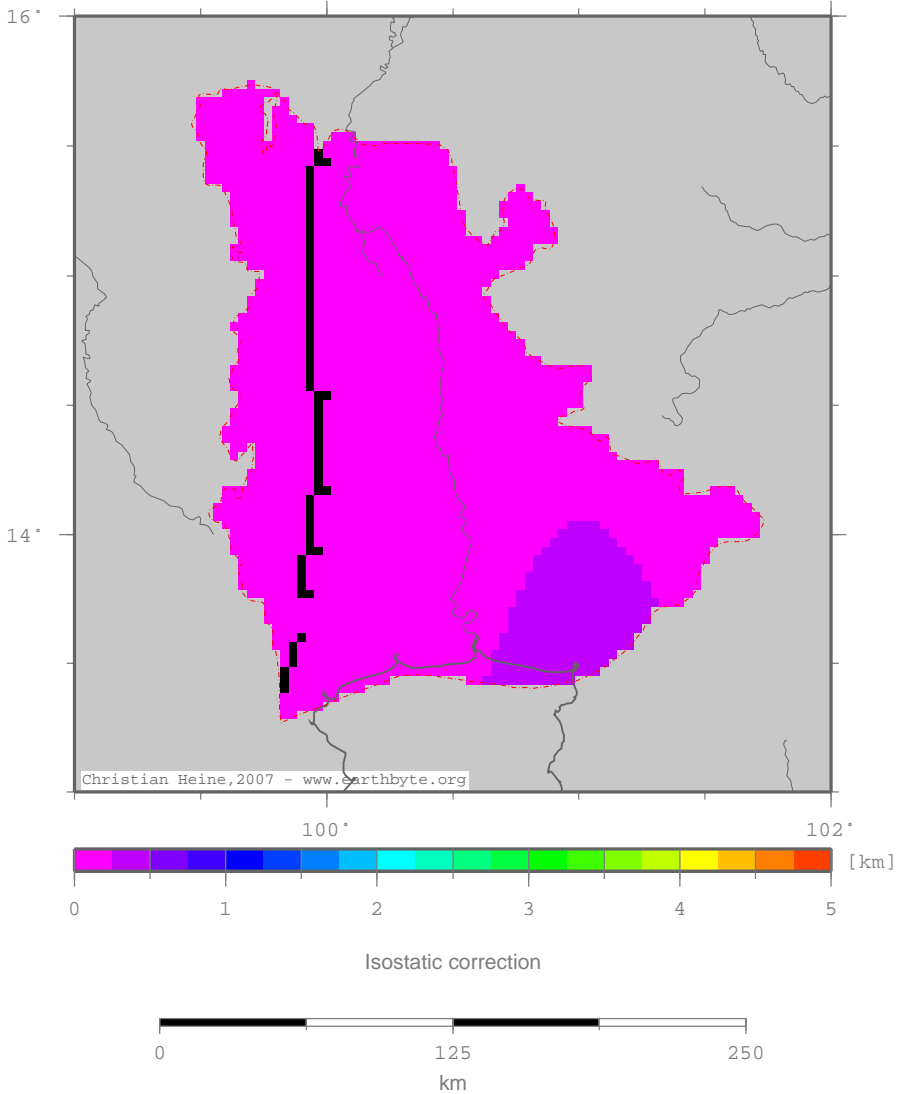 16°
14°
Christian Heine,2007 - www.earthbyte.org
100° 102°
[km]
0 1 2 3 4 5
Isostatic correction
0 125 250
km